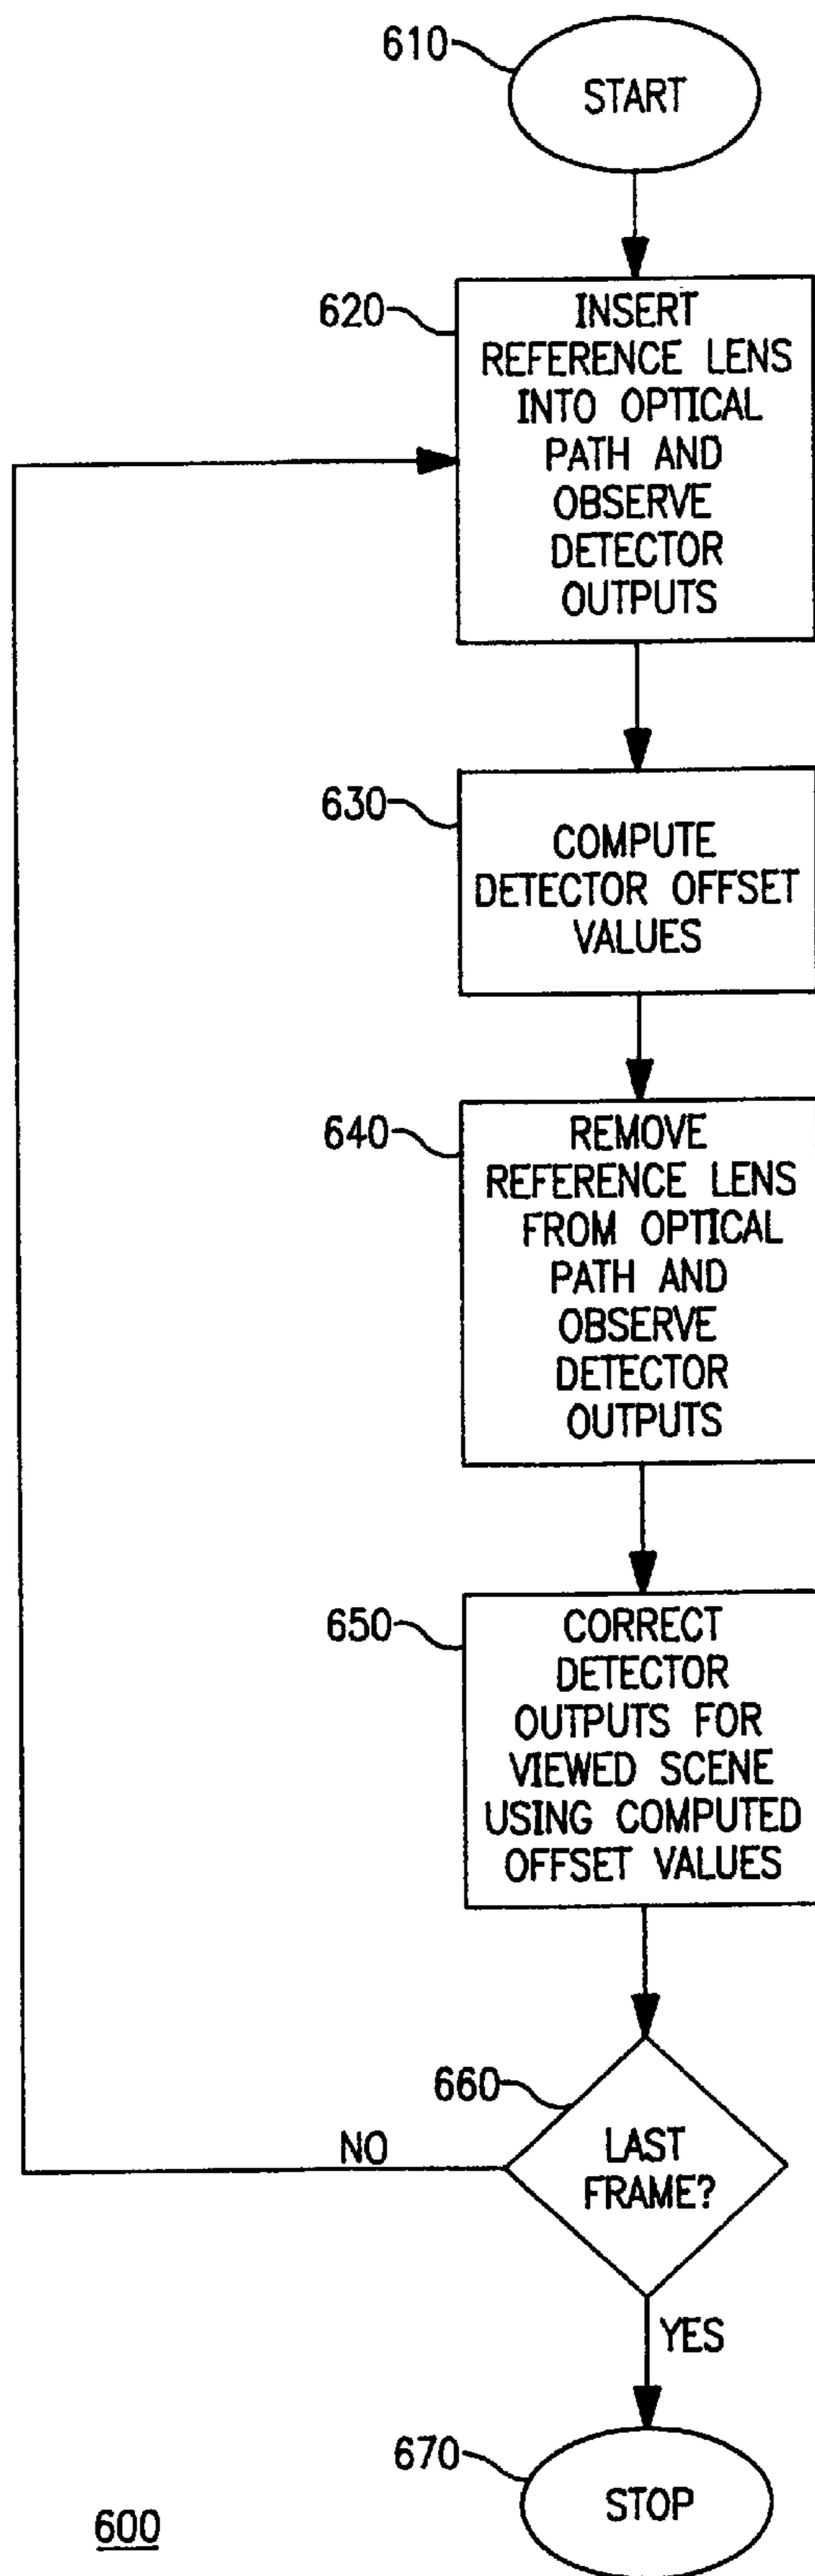 610
START
620
INSERT
REFERENCE LENS
INTO OPTICAL
PATH AND
OBSERVE
DETECTOR
OUTPUTS
630
COMPUTE
DETECTOR OFFSET
VALUES
640
REMOVE
REFERENCE LENS
FROM OPTICAL
PATH AND
OBSERVE
DETECTOR
OUTPUTS
650
CORRECT
DETECTOR
OUTPUTS FOR
VIEWED SCENE
USING COMPUTED
OFFSET VALUES
660
NO
LAST
FRAME?
YES
670
STOP
600